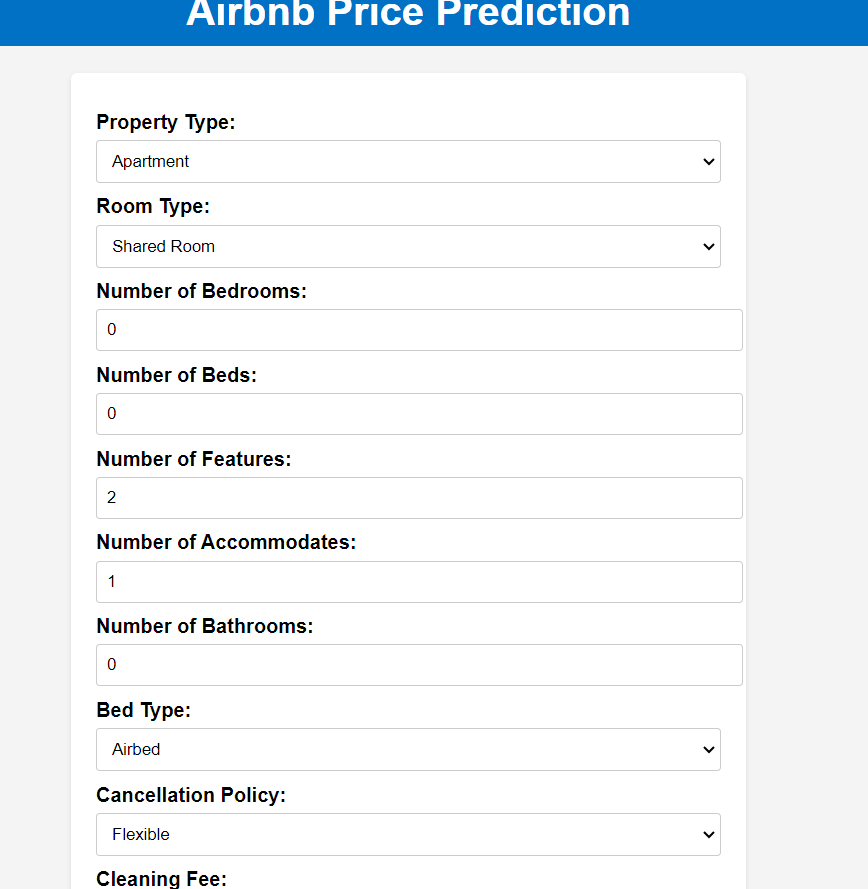 Airbnb Price Prediction
Property Type:
Apartment
Room Type:
Shared Room
Number of Bedrooms:
0
Number of Beds:
0
Number of Features:
2
Number of Accommodates:
1
Number of Bathrooms:
0
Bed Type:
Airbed
Cancellation Policy:
Flexible
Cleaning Fee: